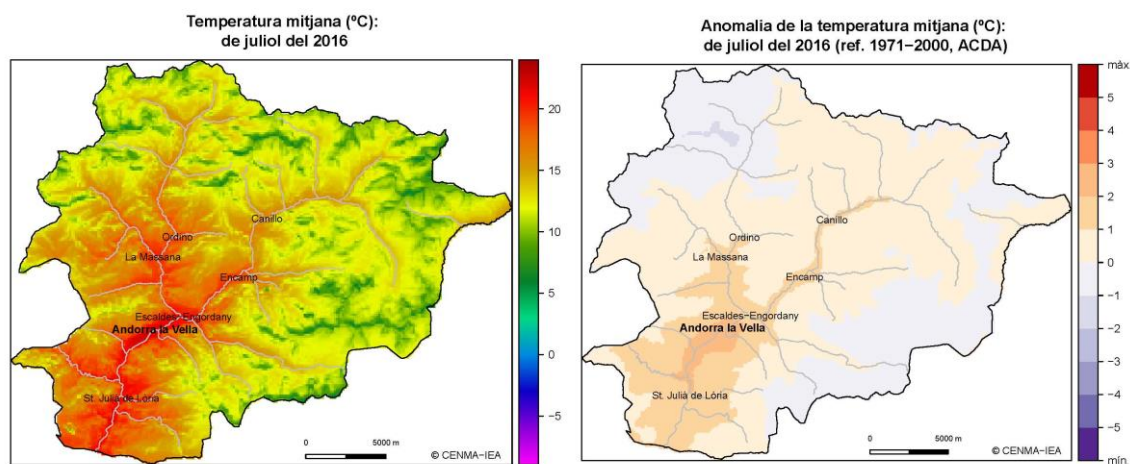 Temperatura mitjana (ºC):
de juliol del 2016
Canillo
Ordino
La Massana
Encamp
Escaldes−Engordany
Andorra la Vella
St. Julià de Lòria
0 5000 m
© CENMA−IEA
20
15
10
5
0
−5
Anomalia de la temperatura mitjana (ºC):
de juliol del 2016 (ref. 1971−2000, ACDA)
Canillo
Ordino
La Massana
Encamp
Escaldes−Engordany
Andorra la Vella
St. Julià de Lòria
0 5000 m
© CENMA−IEA
màx
5
4
3
2
1
0
−1
−2
−3
−4
−5
mín